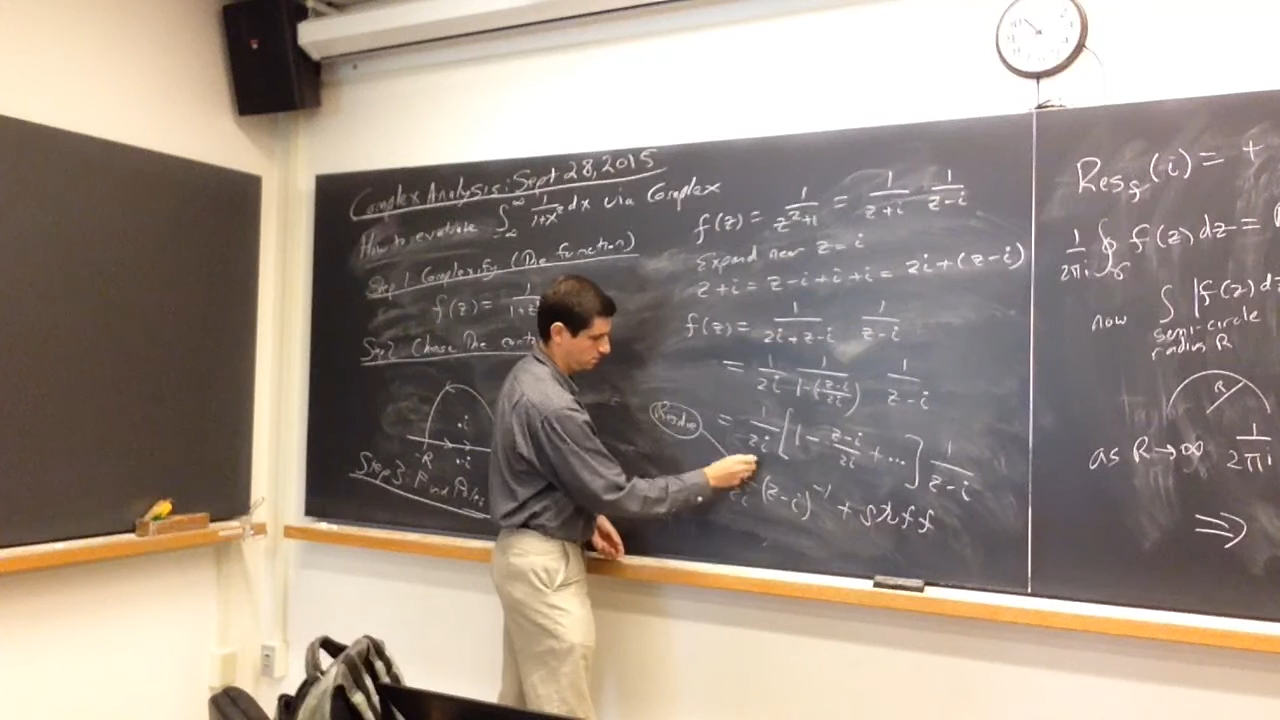 Complex Analysis: Sept 28, 2015
How to evaluate ∫_{-∞}^{∞} 1/(1+x²) dx via Complex
Step 1 Complexify (the function)
f(z) = 1/(1+z
Step 2 Choose the cont
i
-R
-i
Step 3: Find Poles
f(z) = 1/(z²+1) = 1/(z+i) 1/(z-i)
Expand near z = i
z+i = z-i+i+i = 2i+(z-i)
f(z) = 1/(2i+z-i) 1/(z-i)
= 1/2i 1/(1-((z-i)/2i)) 1/(z-i)
= 1/2i [1 - (z-i)/2i + ...] 1/(z-i)
Residue
2i (z-i)^{-1} + stuff
Res_f (i) = +
1/2πi ∮_γ f(z) dz =
now ∫ |f(z) dz
semi-circle
radius R
R
as R→∞ 1/2πi
⇒